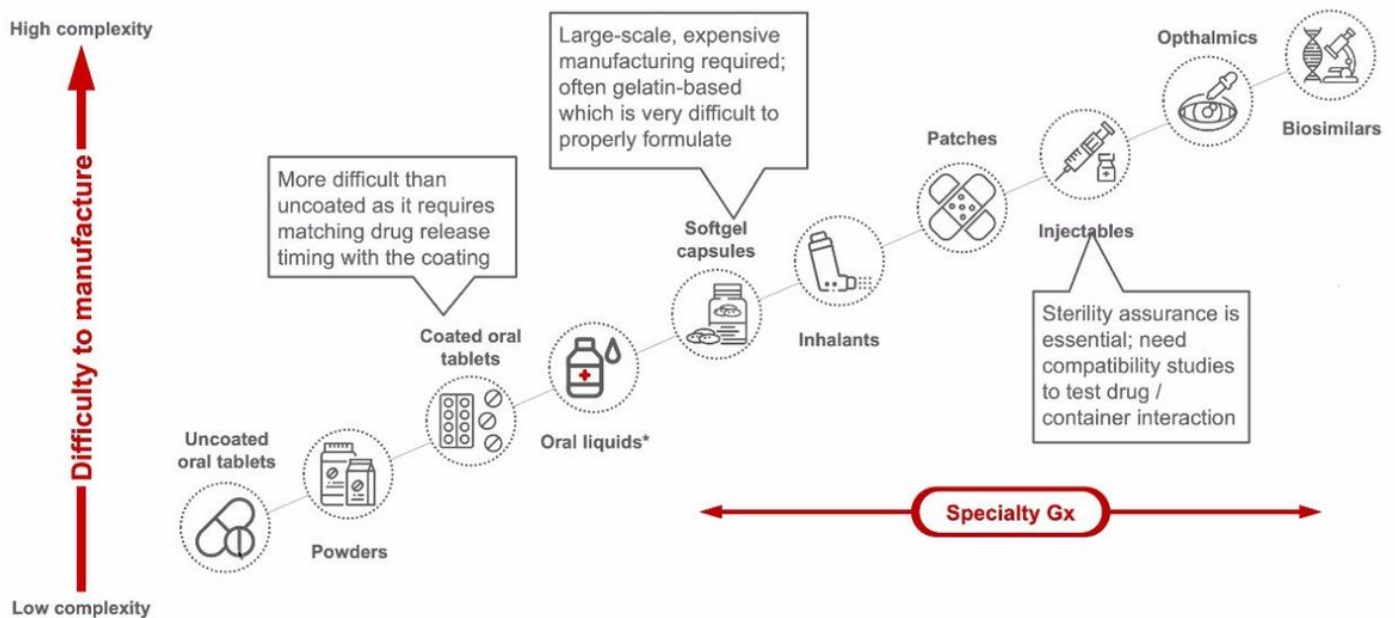 High complexity
Difficulty to manufacture
Low complexity
Uncoated
oral tablets
Powders
More difficult than
uncoated as it requires
matching drug release
timing with the coating
Coated oral
tablets
Oral liquids*
Large-scale, expensive
manufacturing required;
often gelatin-based
which is very difficult to
properly formulate
Softgel
capsules
Inhalants
Patches
Injectables
Sterility assurance is
essential; need
compatibility studies
to test drug /
container interaction
Opthalmics
Biosimilars
Specialty Gx